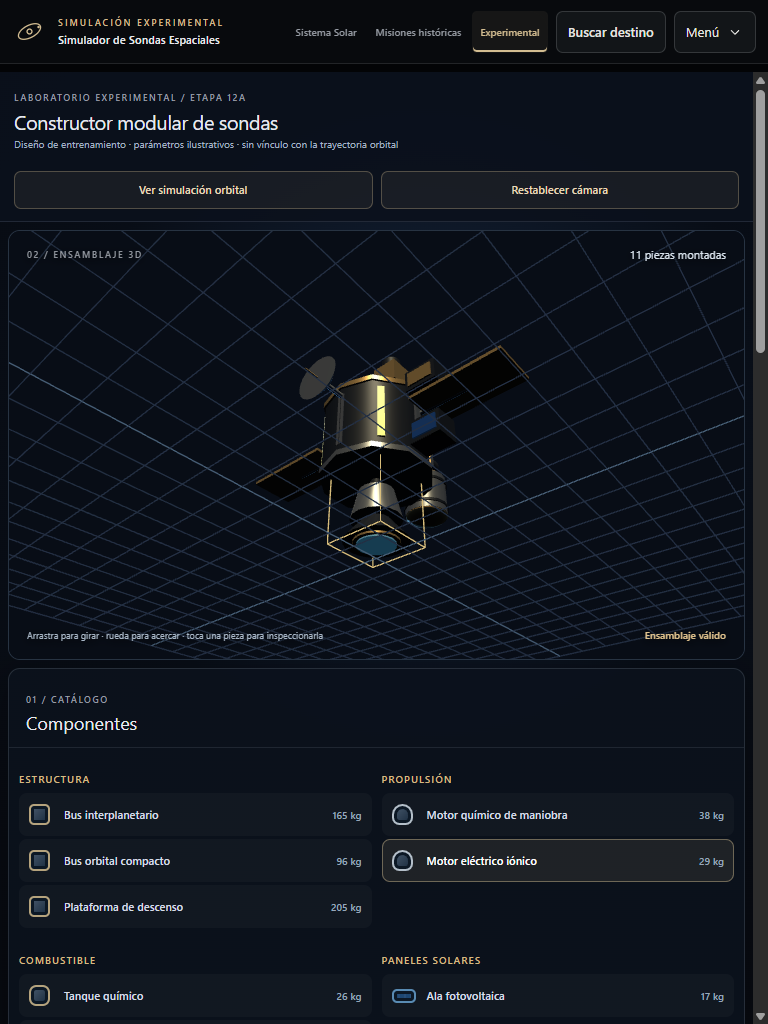 SIMULACIÓN EXPERIMENTAL
Simulador de Sondas Espaciales
Sistema Solar
Misiones históricas
Experimental
Buscar destino
Menú
LABORATORIO EXPERIMENTAL / ETAPA 12A
Constructor modular de sondas
Diseño de entrenamiento · parámetros ilustrativos · sin vínculo con la trayectoria orbital
Ver simulación orbital
Restablecer cámara
02 / ENSAMBLAJE 3D
11 piezas montadas
Arrastra para girar · rueda para acercar · toca una pieza para inspeccionarla
Ensamblaje válido
01 / CATÁLOGO
Componentes
ESTRUCTURA
Bus interplanetario 165 kg
Bus orbital compacto 96 kg
Plataforma de descenso 205 kg
PROPULSIÓN
Motor químico de maniobra 38 kg
Motor eléctrico iónico 29 kg
COMBUSTIBLE
Tanque químico 26 kg
PANELES SOLARES
Ala fotovoltaica 17 kg